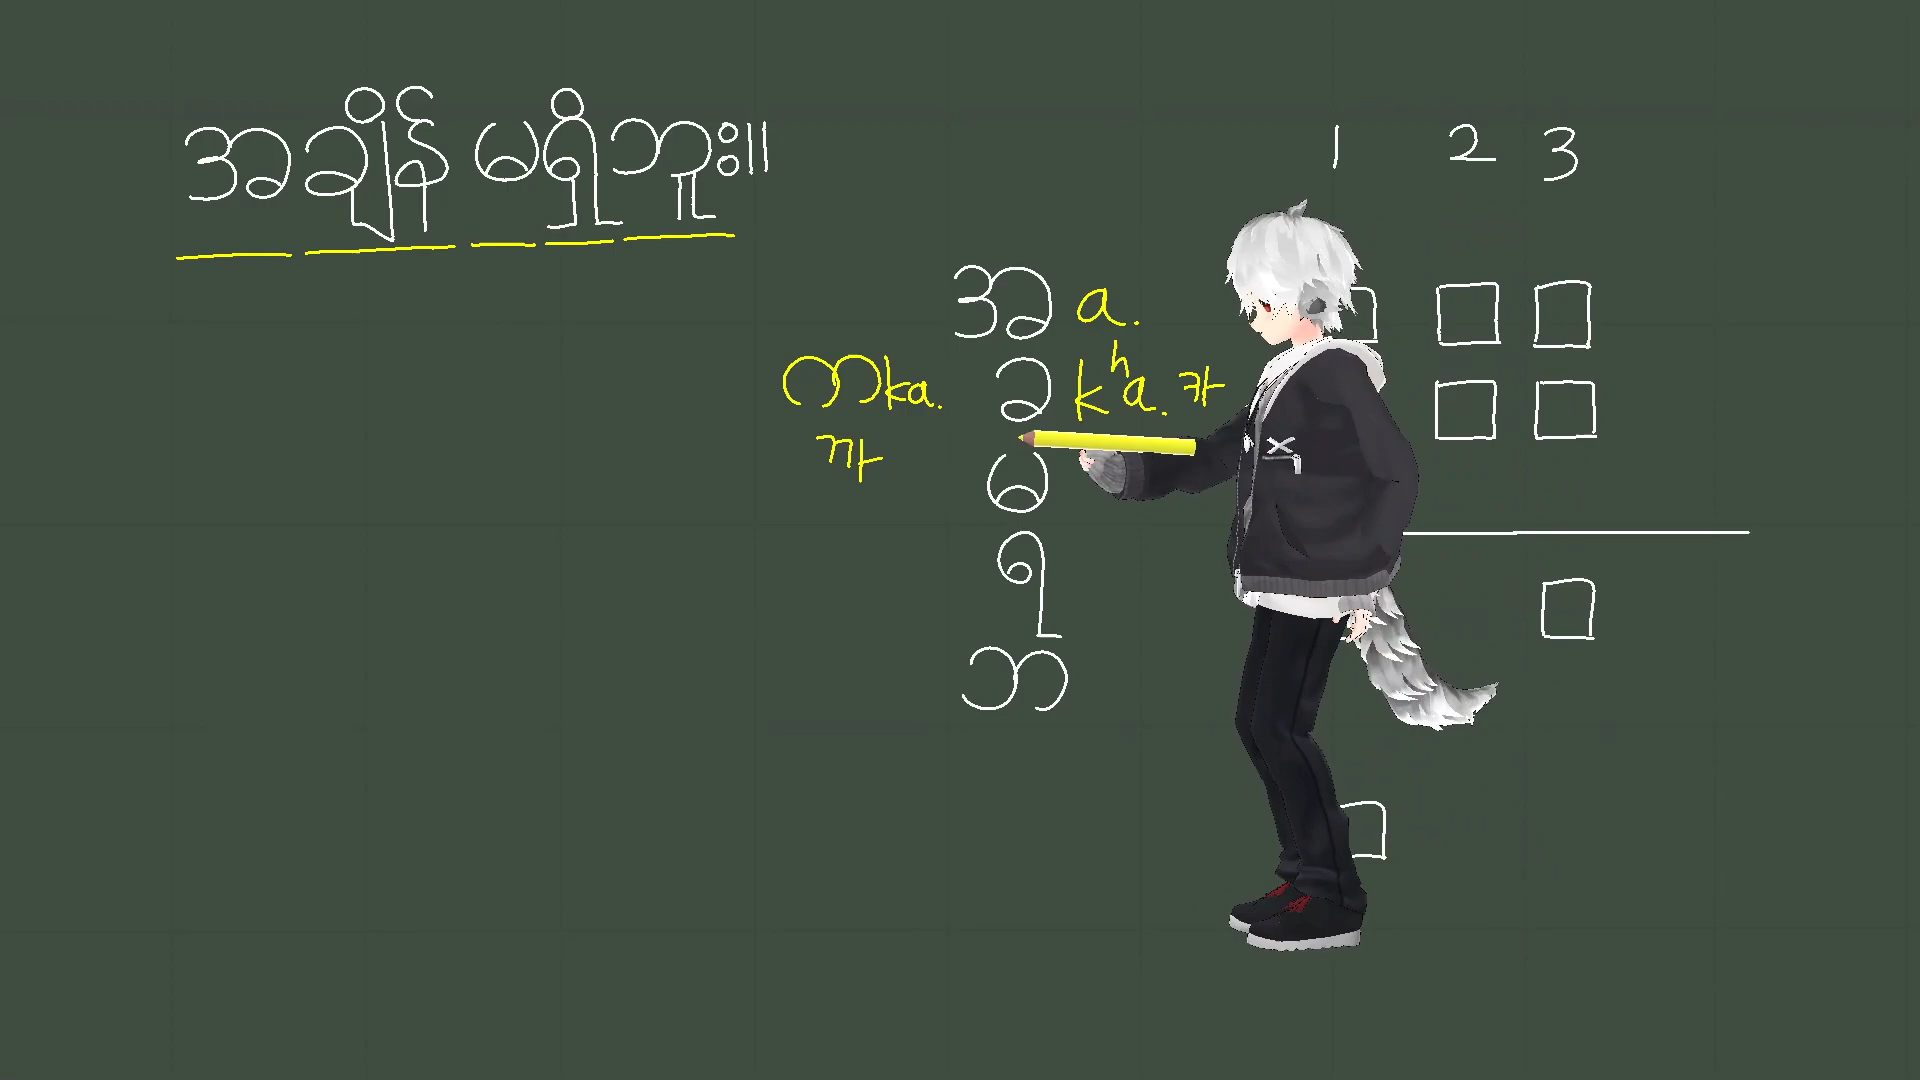 အချိန် မရှိဘူး။
1 2 3
အ a.
က ka. ခ kʰa. 카
까
မ
ရ
ဘ